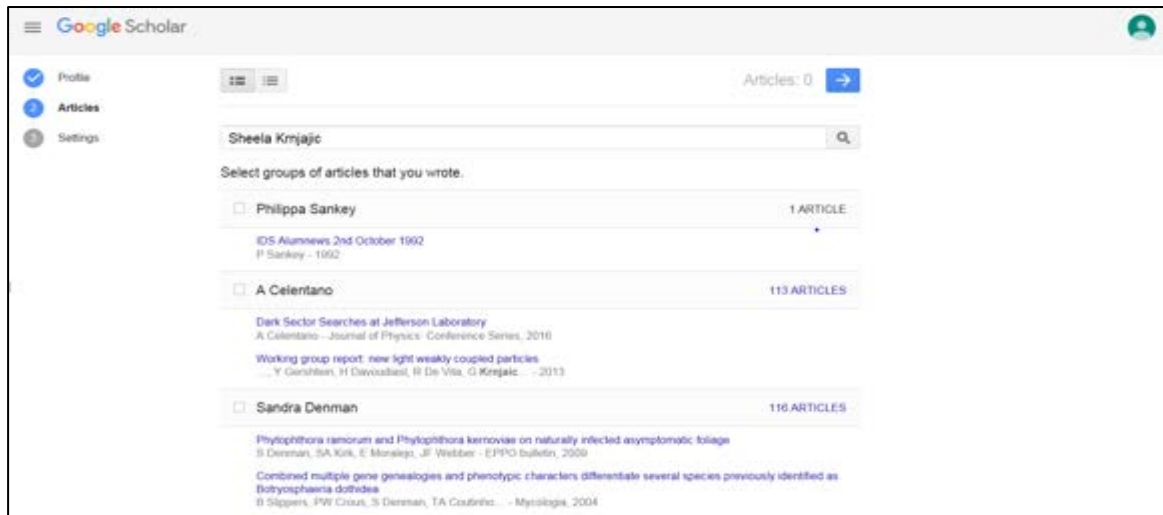 Google Scholar
Profile
Articles: 0
2 Articles
3 Settings
Sheela Krnjajic
Select groups of articles that you wrote.
Philippa Sankey 1 ARTICLE
IDS Alumnews 2nd October 1992
P Sankey - 1992
A Celentano 113 ARTICLES
Dark Sector Searches at Jefferson Laboratory
A Celentano - Journal of Physics: Conference Series, 2016
Working group report: new light weakly coupled particles
..., Y Gershtein, H Davoudiasl, R De Vita, G Krnjaic... - 2013
Sandra Denman 116 ARTICLES
Phytophthora ramorum and Phytophthora kernoviae on naturally infected asymptomatic foliage
S Denman, SA Kirk, E Moralejo, JF Webber - EPPO bulletin, 2009
Combined multiple gene genealogies and phenotypic characters differentiate several species previously identified as
Botryosphaeria dothidea
B Slippers, PW Crous, S Denman, TA Coutinho... - Mycologia, 2004